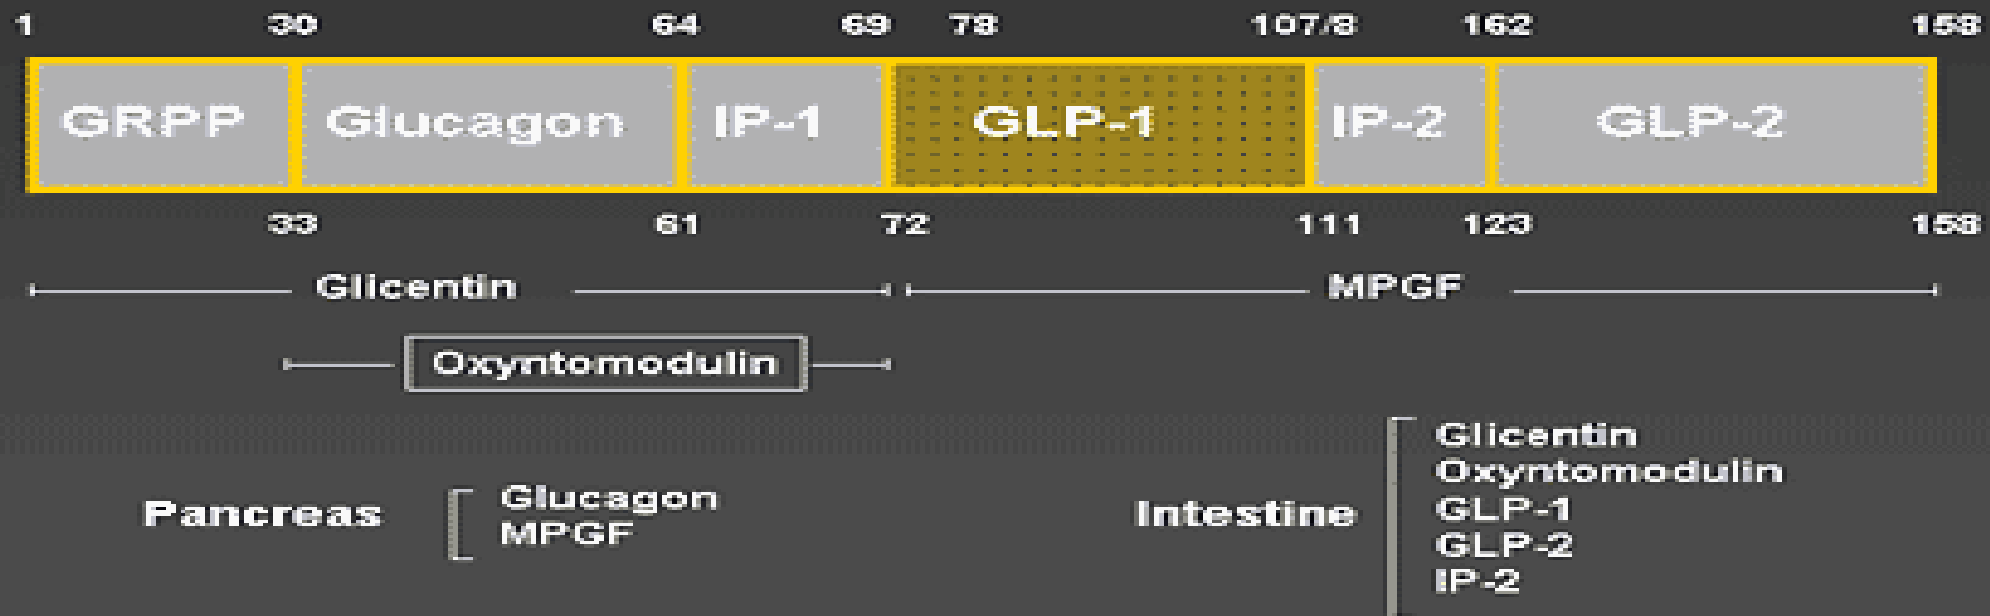 1 30 64 69 78 107/8 162 158
GRPP Glucagon IP-1 GLP-1 IP-2 GLP-2
33 61 72 111 123 158
Glicentin MPGF
Oxyntomodulin
Pancreas
Glucagon
MPGF
Intestine
Glicentin
Oxyntomodulin
GLP-1
GLP-2
IP-2